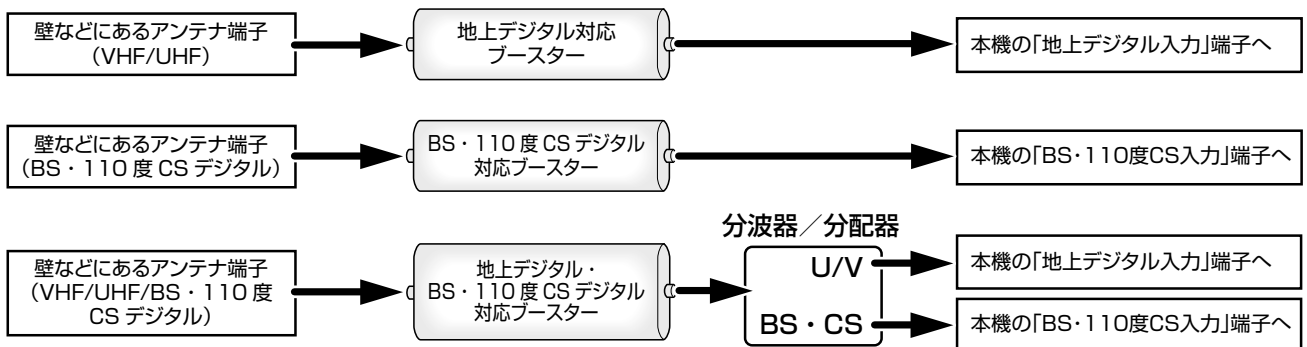 壁などにあるアンテナ端子
(VHF/UHF)
地上デジタル対応
ブースター
本機の「地上デジタル入力」端子へ
壁などにあるアンテナ端子
(BS・110度CSデジタル)
BS・110度CSデジタル
対応ブースター
本機の「BS・110度CS入力」端子へ
壁などにあるアンテナ端子
(VHF/UHF/BS・110度
CSデジタル)
地上デジタル・
BS・110度CSデジタル
対応ブースター
分波器／分配器
U/V
BS・CS
本機の「地上デジタル入力」端子へ
本機の「BS・110度CS入力」端子へ